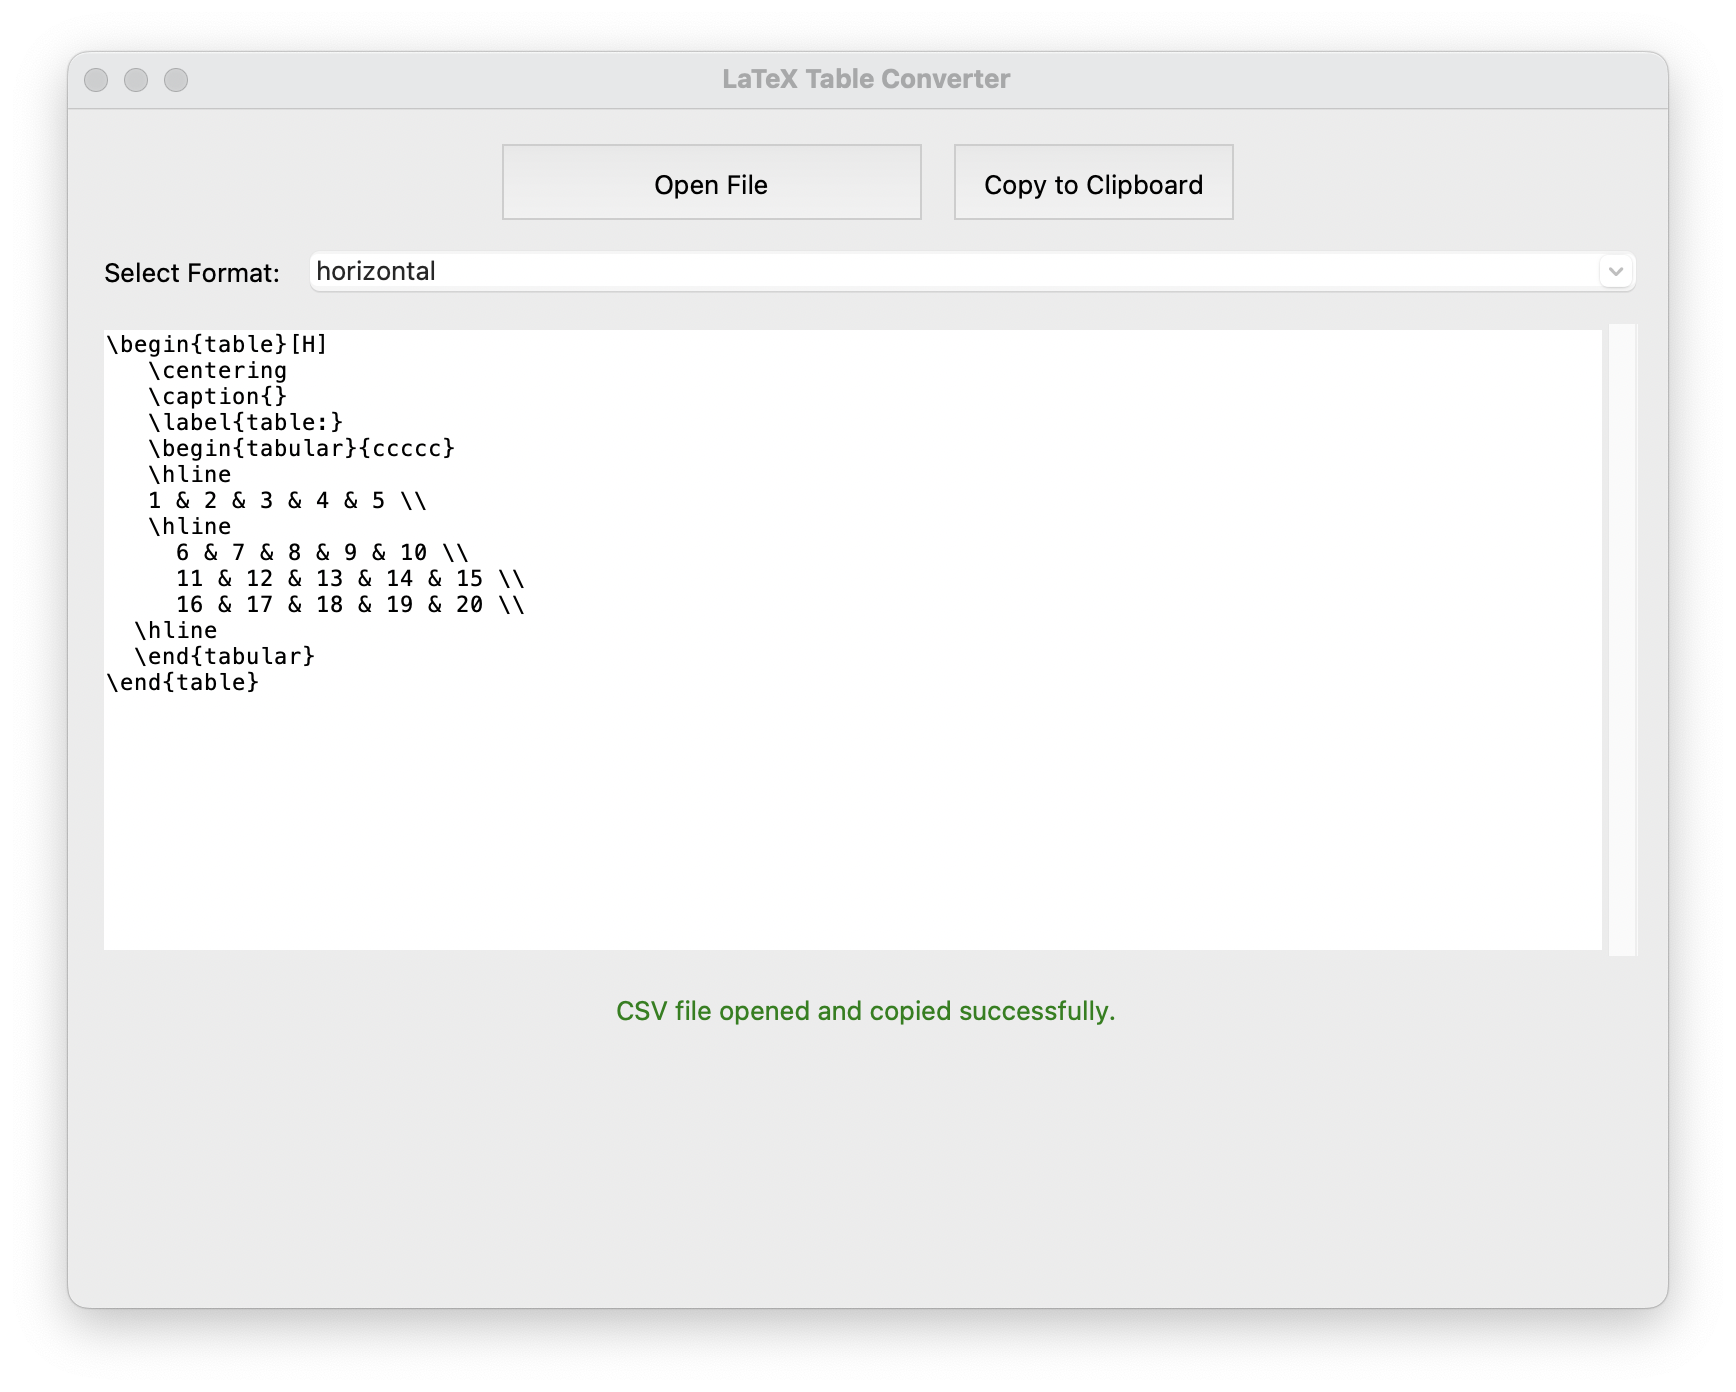 LaTeX Table Converter
Open File
Copy to Clipboard
Select Format:
horizontal
\begin{table}[H]
   \centering
   \caption{}
   \label{table:}
   \begin{tabular}{ccccc}
   \hline
   1 & 2 & 3 & 4 & 5 \\
   \hline
     6 & 7 & 8 & 9 & 10 \\
     11 & 12 & 13 & 14 & 15 \\
     16 & 17 & 18 & 19 & 20 \\
  \hline
  \end{tabular}
\end{table}
CSV file opened and copied successfully.